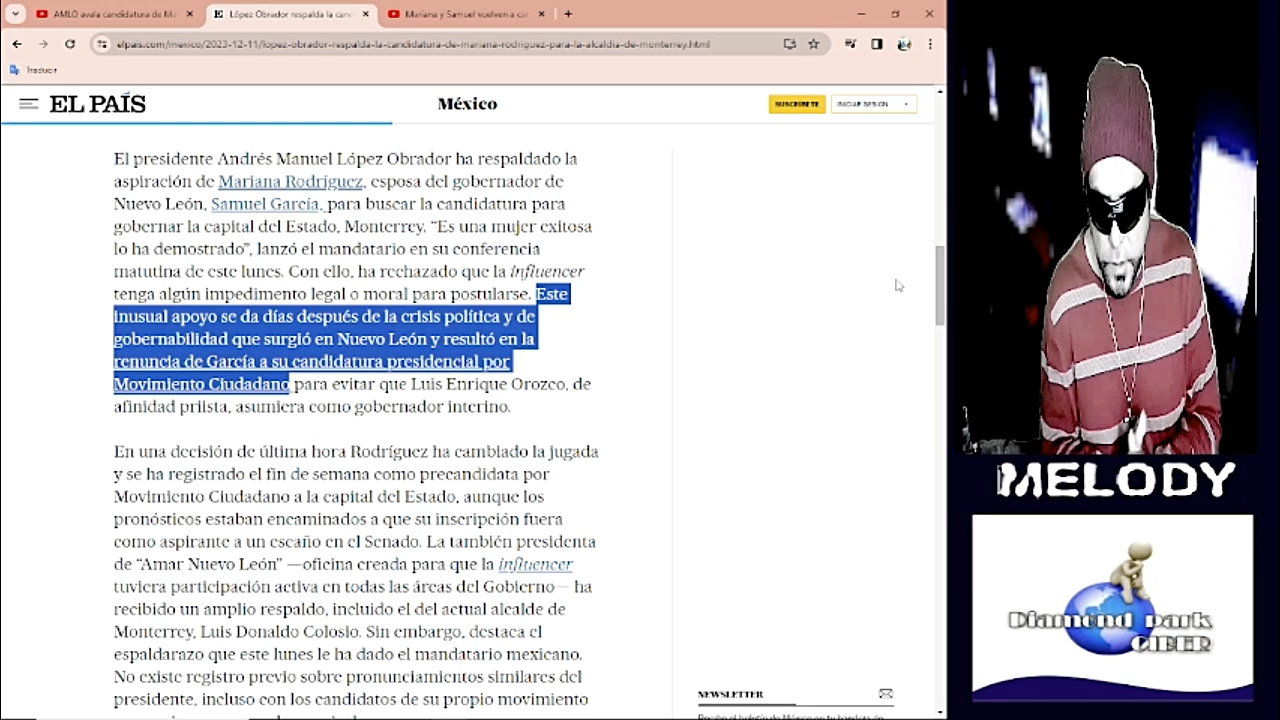 AMLO avala candidatura de Ma
López Obrador respalda la cand
Mariana y Samuel vuelven a ca
elpais.com/mexico/2023-12-11/lopez-obrador-respalda-la-candidatura-de-mariana-rodriguez-para-la-alcaldia-de-monterrey.html
Traducir
EL PAÍS
México
SUSCRÍBETE
INICIAR SESIÓN
El presidente Andrés Manuel López Obrador ha respaldado la
aspiración de Mariana Rodríguez, esposa del gobernador de
Nuevo León, Samuel García, para buscar la candidatura para
gobernar la capital del Estado, Monterrey. “Es una mujer exitosa
lo ha demostrado”, lanzó el mandatario en su conferencia
matutina de este lunes. Con ello, ha rechazado que la influencer
tenga algún impedimento legal o moral para postularse. Este
inusual apoyo se da días después de la crisis política y de
gobernabilidad que surgió en Nuevo León y resultó en la
renuncia de García a su candidatura presidencial por
Movimiento Ciudadano para evitar que Luis Enrique Orozco, de
afinidad priista, asumiera como gobernador interino.
En una decisión de última hora Rodríguez ha cambiado la jugada
y se ha registrado el fin de semana como precandidata por
Movimiento Ciudadano a la capital del Estado, aunque los
pronósticos estaban encaminados a que su inscripción fuera
como aspirante a un escaño en el Senado. La también presidenta
de “Amar Nuevo León” —oficina creada para que la influencer
tuviera participación activa en todas las áreas del Gobierno— ha
recibido un amplio respaldo, incluido el del actual alcalde de
Monterrey, Luis Donaldo Colosio. Sin embargo, destaca el
espaldarazo que este lunes le ha dado el mandatario mexicano.
No existe registro previo sobre pronunciamientos similares del
presidente, incluso con los candidatos de su propio movimiento
NEWSLETTER
MELODY
Diamond park
CIBER